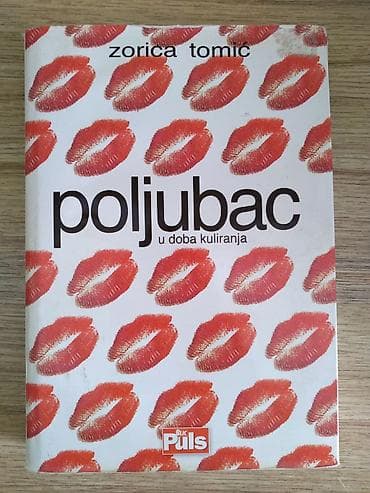 zorica tomić
poljubac
u doba kuliranja
Puls